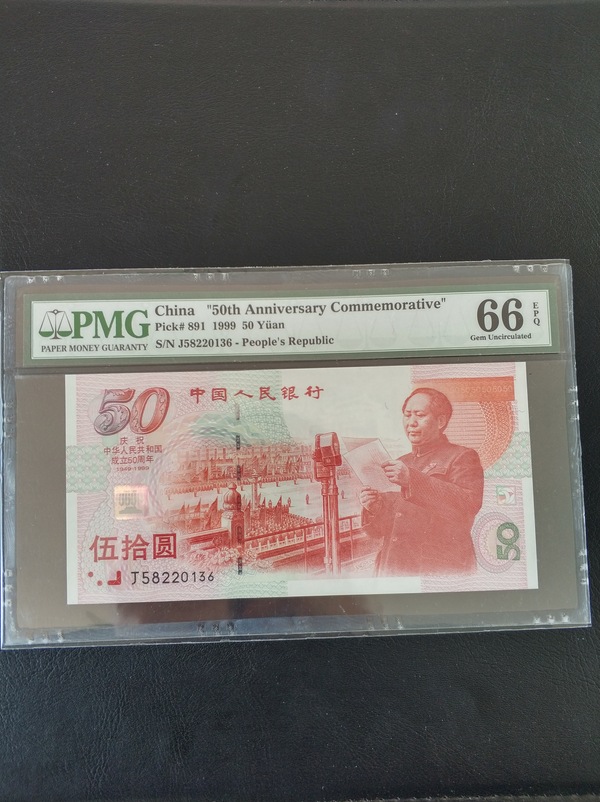 PMG
PAPER MONEY GUARANTY
China "50th Anniversary Commemorative"
Pick# 891 1999 50 Yüan
S/N J58220136 - People's Republic
66
EPQ
Gem Uncirculated
50
中国人民银行
庆祝
中华人民共和国
成立50周年
1949-1999
伍拾圆
J58220136
50